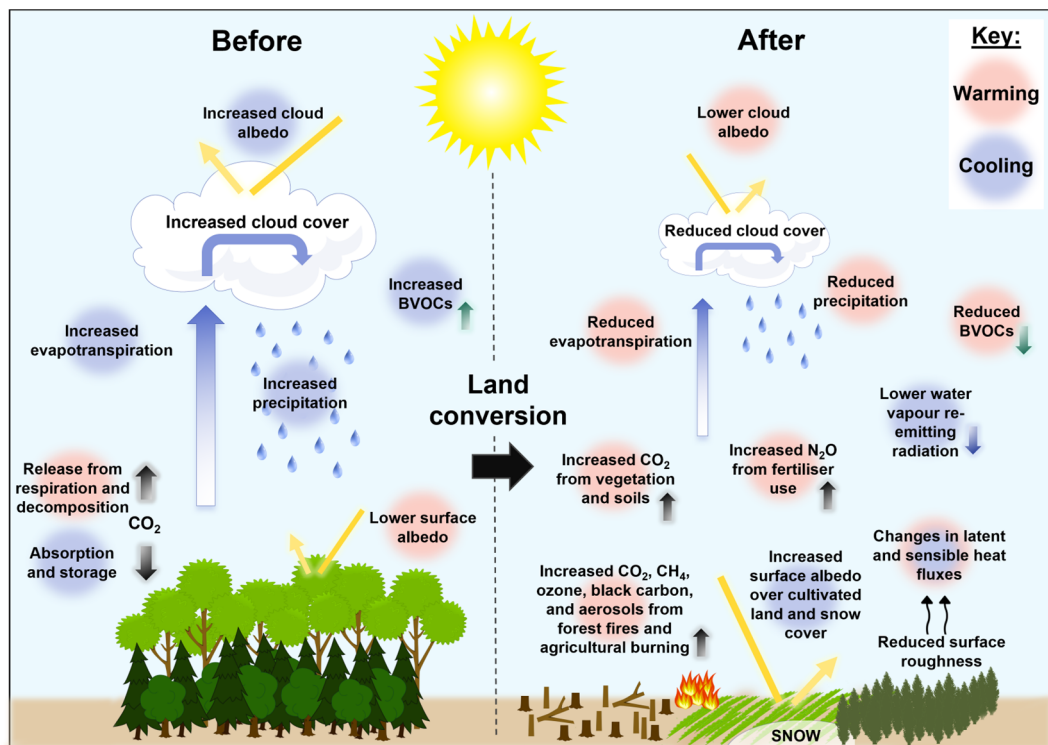 Before
After
Key:
Warming
Cooling
Increased cloud
albedo
Increased cloud cover
Increased
BVOCs
Increased
evapotranspiration
Increased
precipitation
Release from
respiration and
decomposition
CO₂
Absorption
and storage
Lower surface
albedo
Land
conversion
Lower cloud
albedo
Reduced cloud cover
Reduced
precipitation
Reduced
evapotranspiration
Reduced
BVOCs
Lower water
vapour re-
emitting
radiation
Increased CO₂
from vegetation
and soils
Increased N₂O
from fertiliser
use
Increased CO₂, CH₄,
ozone, black carbon,
and aerosols from
forest fires and
agricultural burning
Increased
surface albedo
over cultivated
land and snow
cover
Changes in latent
and sensible heat
fluxes
Reduced surface
roughness
SNOW